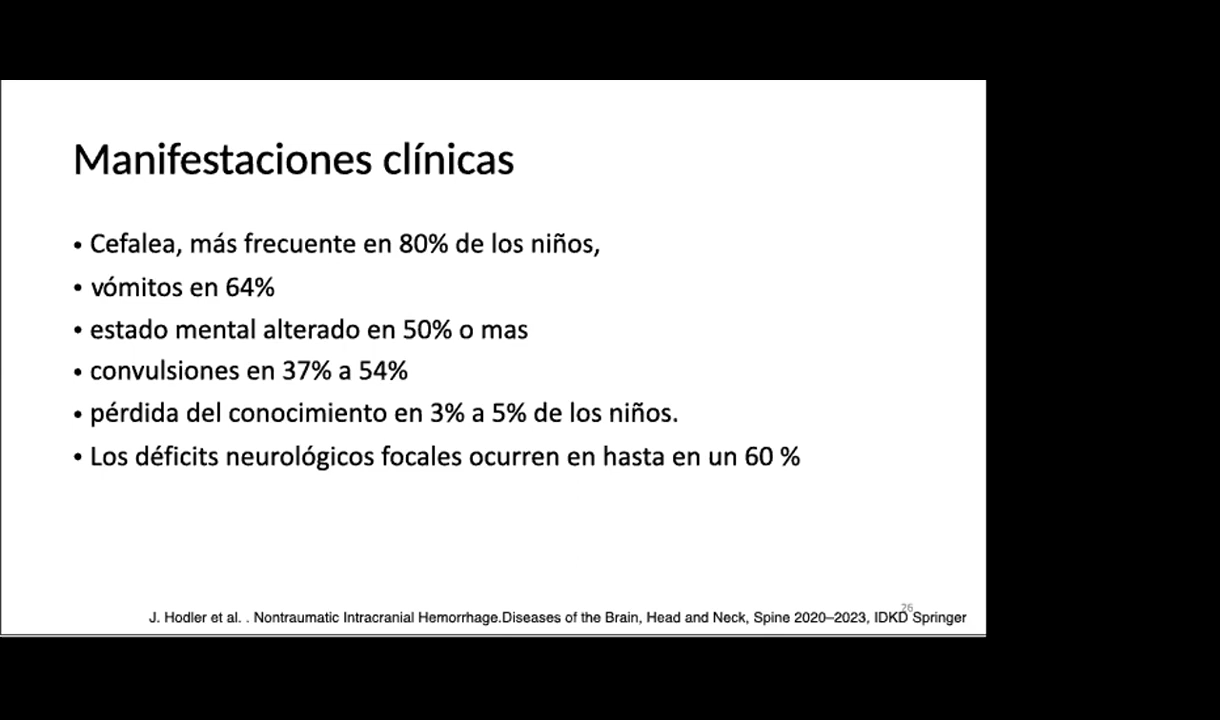 Manifestaciones clínicas
• Cefalea, más frecuente en 80% de los niños,
• vómitos en 64%
• estado mental alterado en 50% o mas
• convulsiones en 37% a 54%
• pérdida del conocimiento en 3% a 5% de los niños.
• Los déficits neurológicos focales ocurren en hasta en un 60 %
26
J. Hodler et al. . Nontraumatic Intracranial Hemorrhage.Diseases of the Brain, Head and Neck, Spine 2020–2023, IDKD Springer